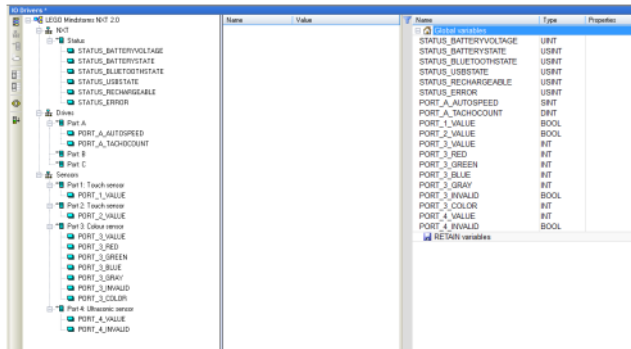 IO Drivers *
LEGO Mindstorms NXT 2.0
NXT
Status
STATUS_BATTERYVOLTAGE
STATUS_BATTERYSTATE
STATUS_BLUETOOTHSTATE
STATUS_USBSTATE
STATUS_RECHARGEABLE
STATUS_ERROR
Drives
Port A
PORT_A_AUTOSPEED
PORT_A_TACHOCOUNT
Port B
Port C
Sensors
Port 1: Touch sensor
PORT_1_VALUE
Port 2: Touch sensor
PORT_2_VALUE
Port 3: Colour sensor
PORT_3_VALUE
PORT_3_RED
PORT_3_GREEN
PORT_3_BLUE
PORT_3_GRAY
PORT_3_INVALID
PORT_3_COLOR
Port 4: Ultrasonic sensor
PORT_4_VALUE
PORT_4_INVALID
Name Value
Name Type Properties
Global variables
STATUS_BATTERYVOLTAGE UINT
STATUS_BATTERYSTATE USINT
STATUS_BLUETOOTHSTATE USINT
STATUS_USBSTATE USINT
STATUS_RECHARGEABLE USINT
STATUS_ERROR USINT
PORT_A_AUTOSPEED SINT
PORT_A_TACHOCOUNT DINT
PORT_1_VALUE BOOL
PORT_2_VALUE BOOL
PORT_3_VALUE INT
PORT_3_RED INT
PORT_3_GREEN INT
PORT_3_BLUE INT
PORT_3_GRAY INT
PORT_3_INVALID BOOL
PORT_3_COLOR INT
PORT_4_VALUE INT
PORT_4_INVALID BOOL
RETAIN variables